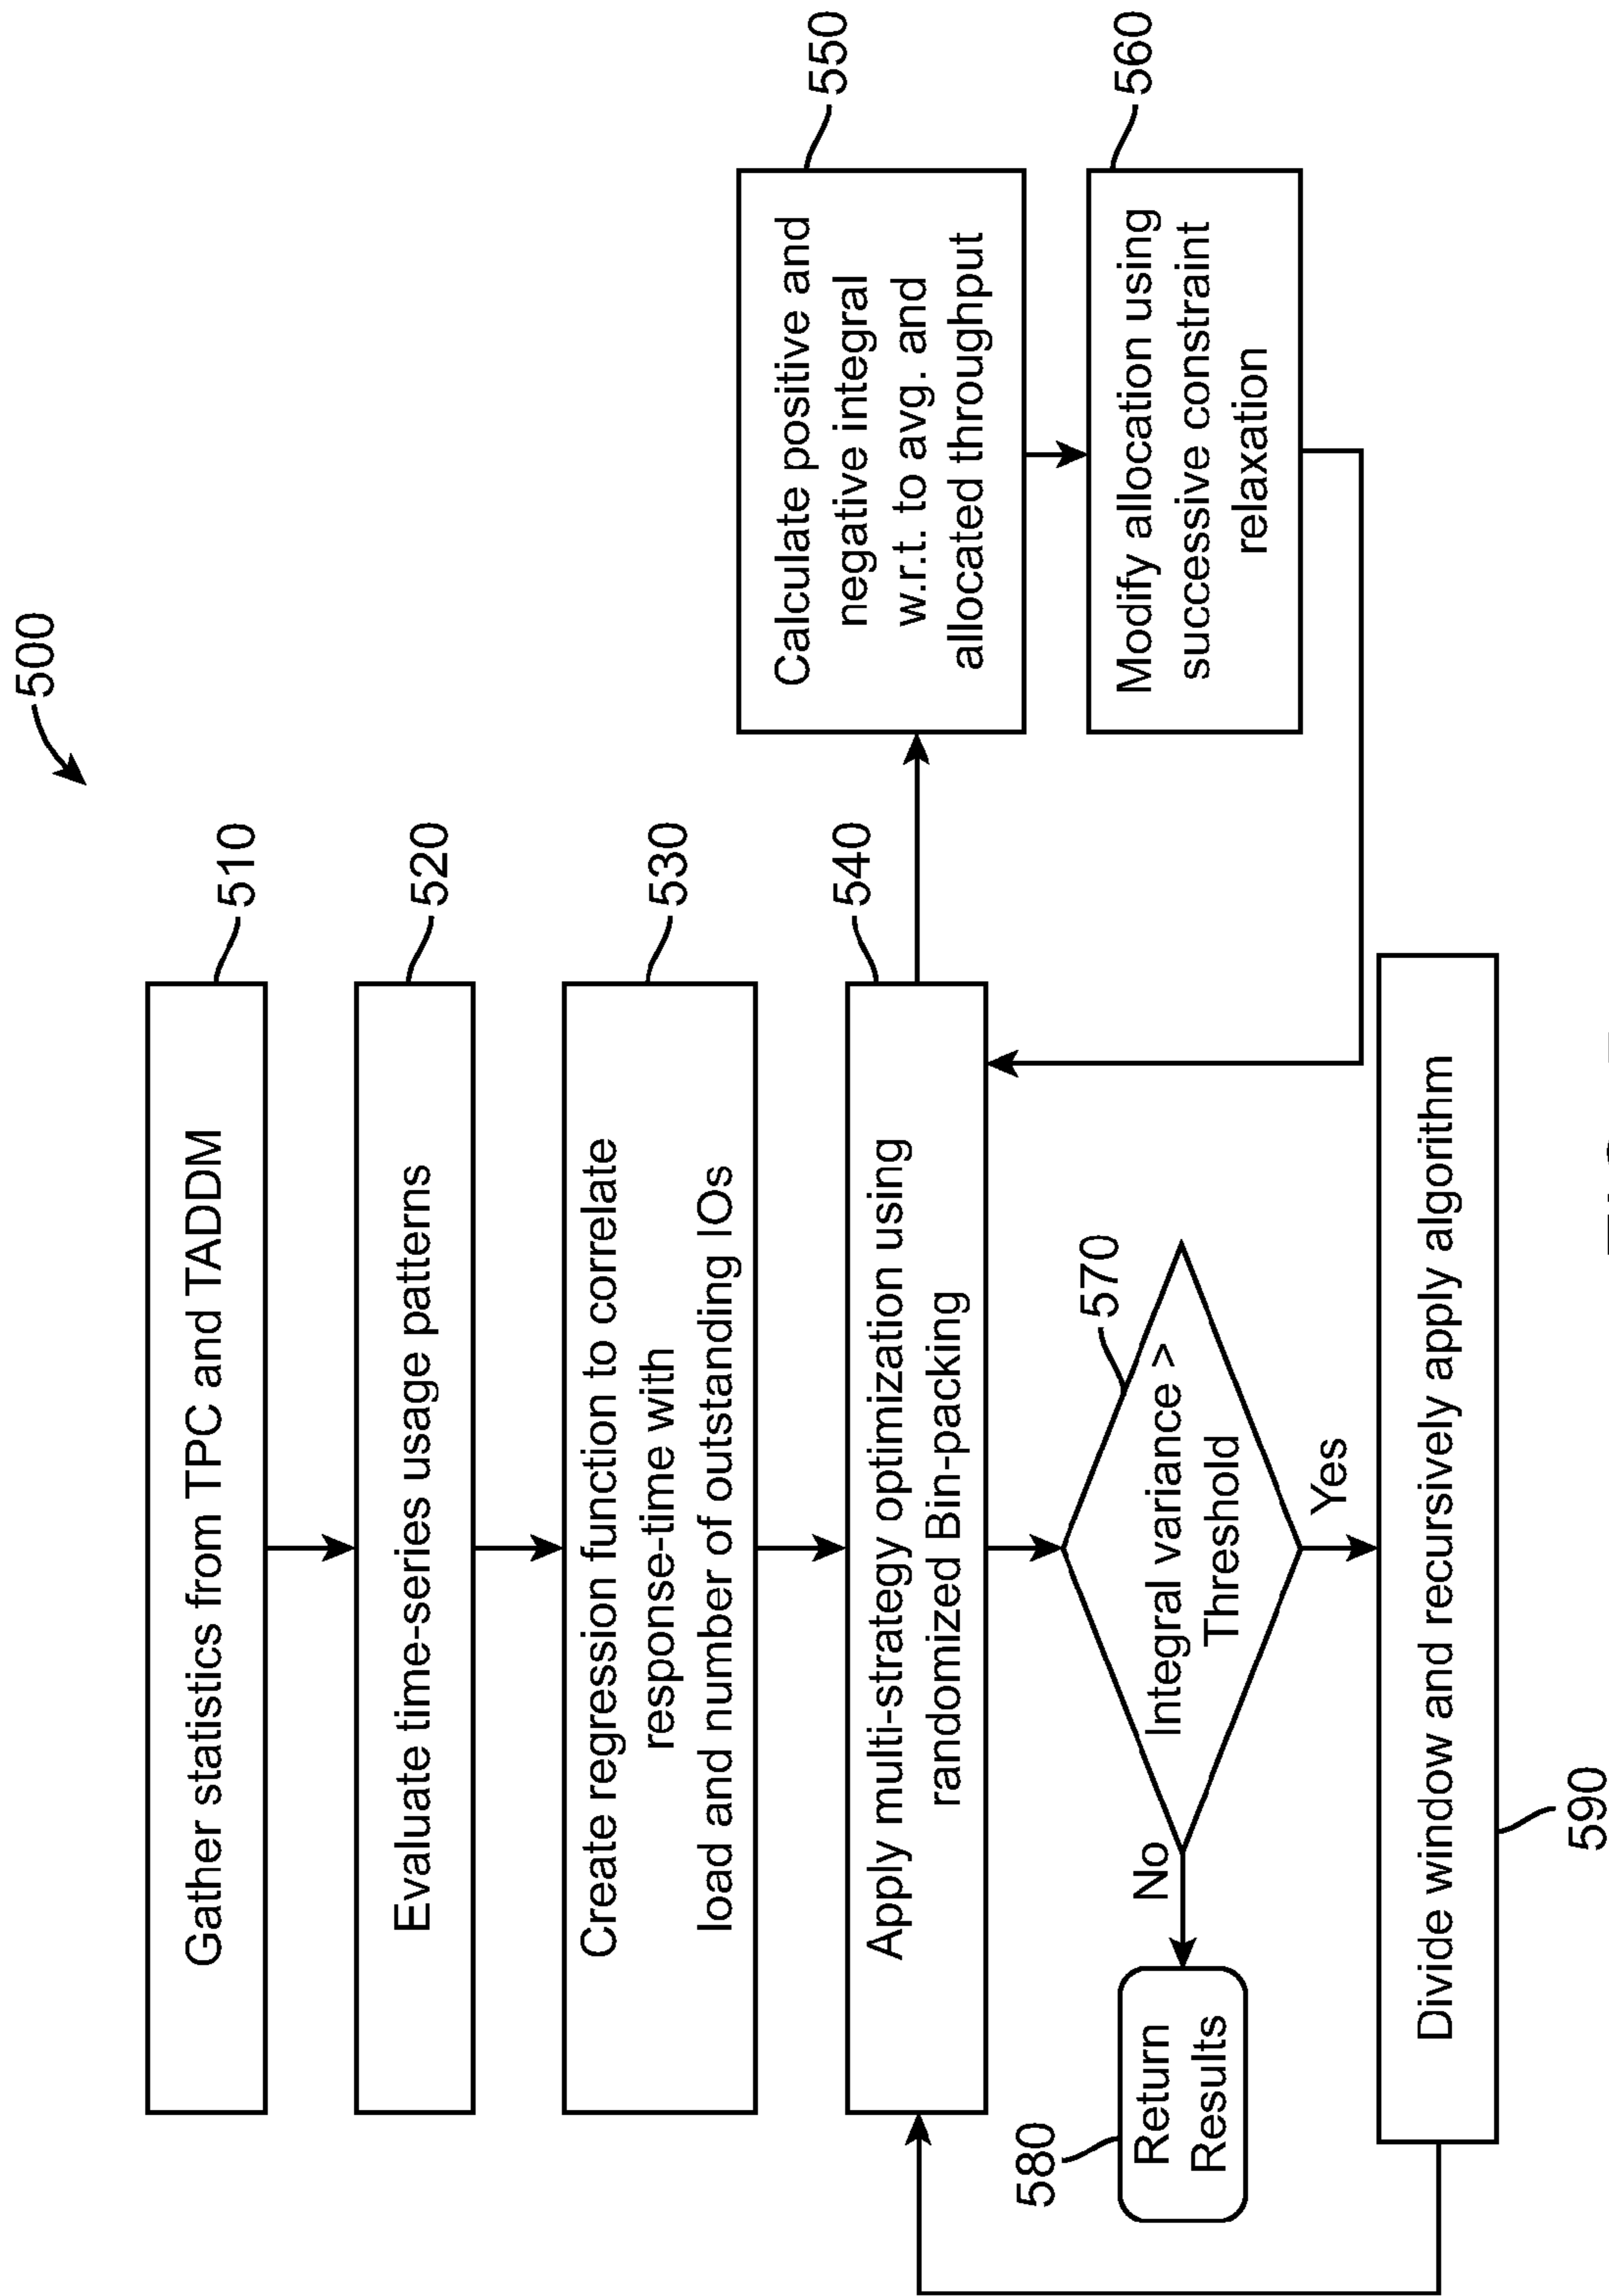 500
Gather statistics from TPC and TADDM
510
Evaluate time-series usage patterns
520
Create regression function to correlate
response-time with
load and number of outstanding IOs
530
Apply multi-strategy optimization using
randomized Bin-packing
540
Calculate positive and
negative integral
w.r.t. to avg. and
allocated throughput
550
Modify allocation using
successive constraint
relaxation
560
Integral variance >
Threshold
570
No
Yes
Return
Results
580
Divide window and recursively apply algorithm
590